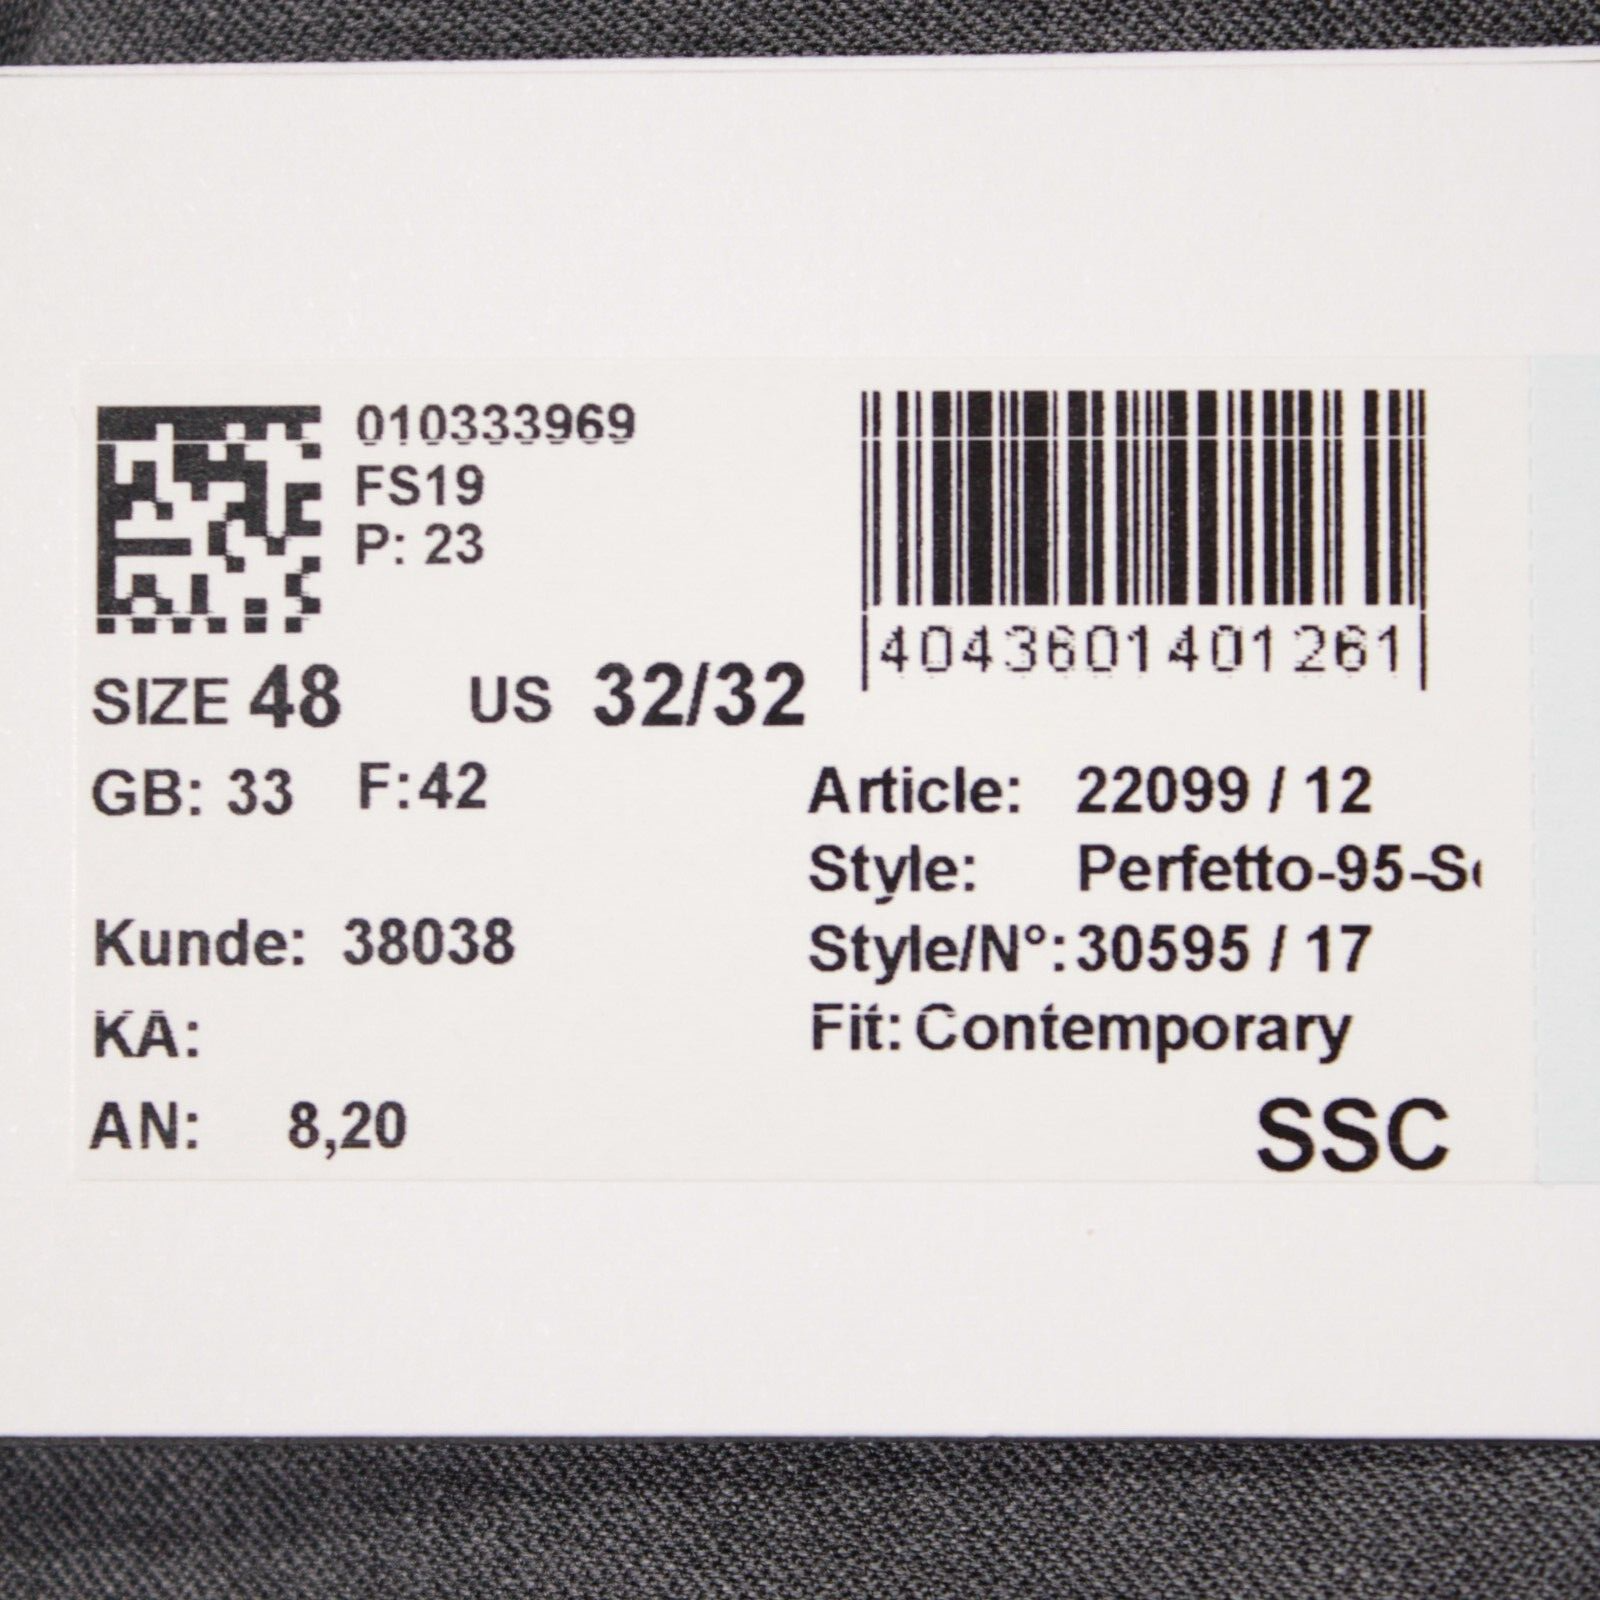 010333969
FS19
P: 23
4043601401261
SIZE 48 US 32/32
GB: 33 F:42
Article: 22099 / 12
Style: Perfetto-95-S
Style/N°: 30595 / 17
Kunde: 38038
KA:
Fit: Contemporary
AN: 8,20
SSC